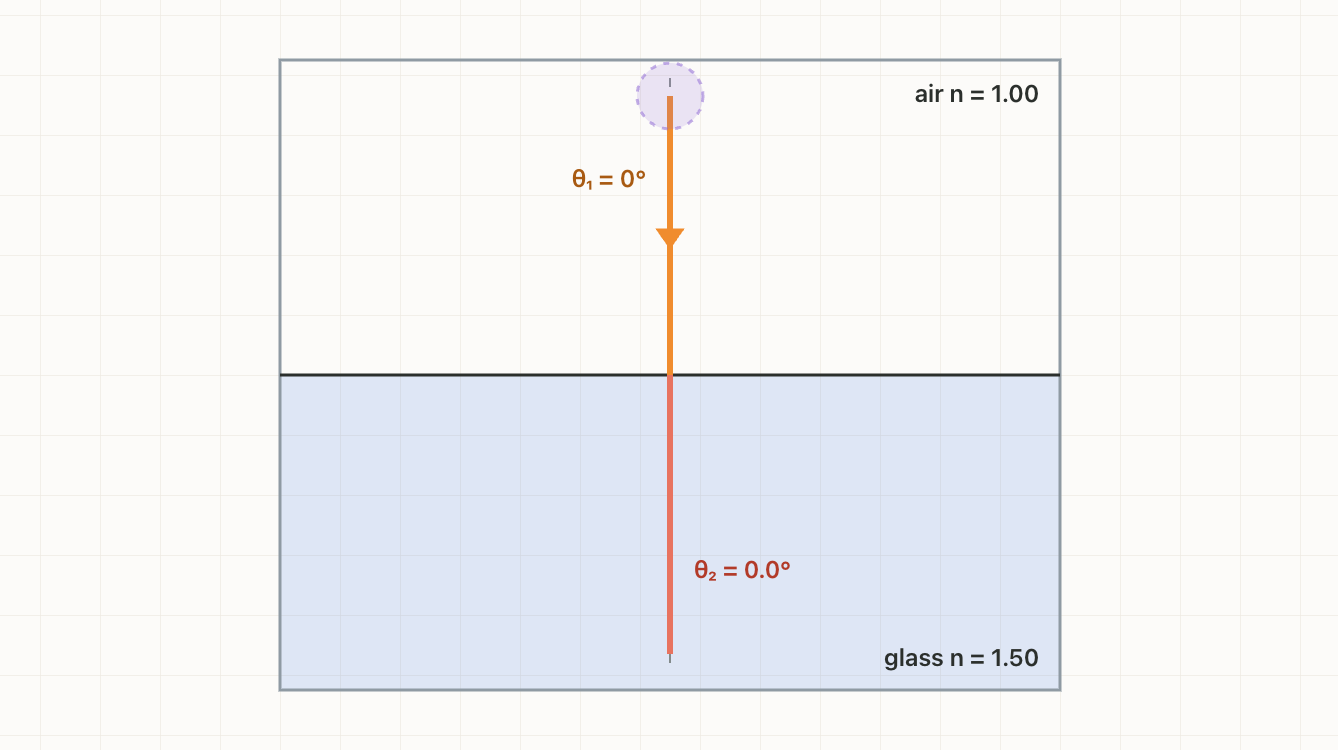 air n = 1.00
θ₁ = 0°
θ₂ = 0.0°
glass n = 1.50